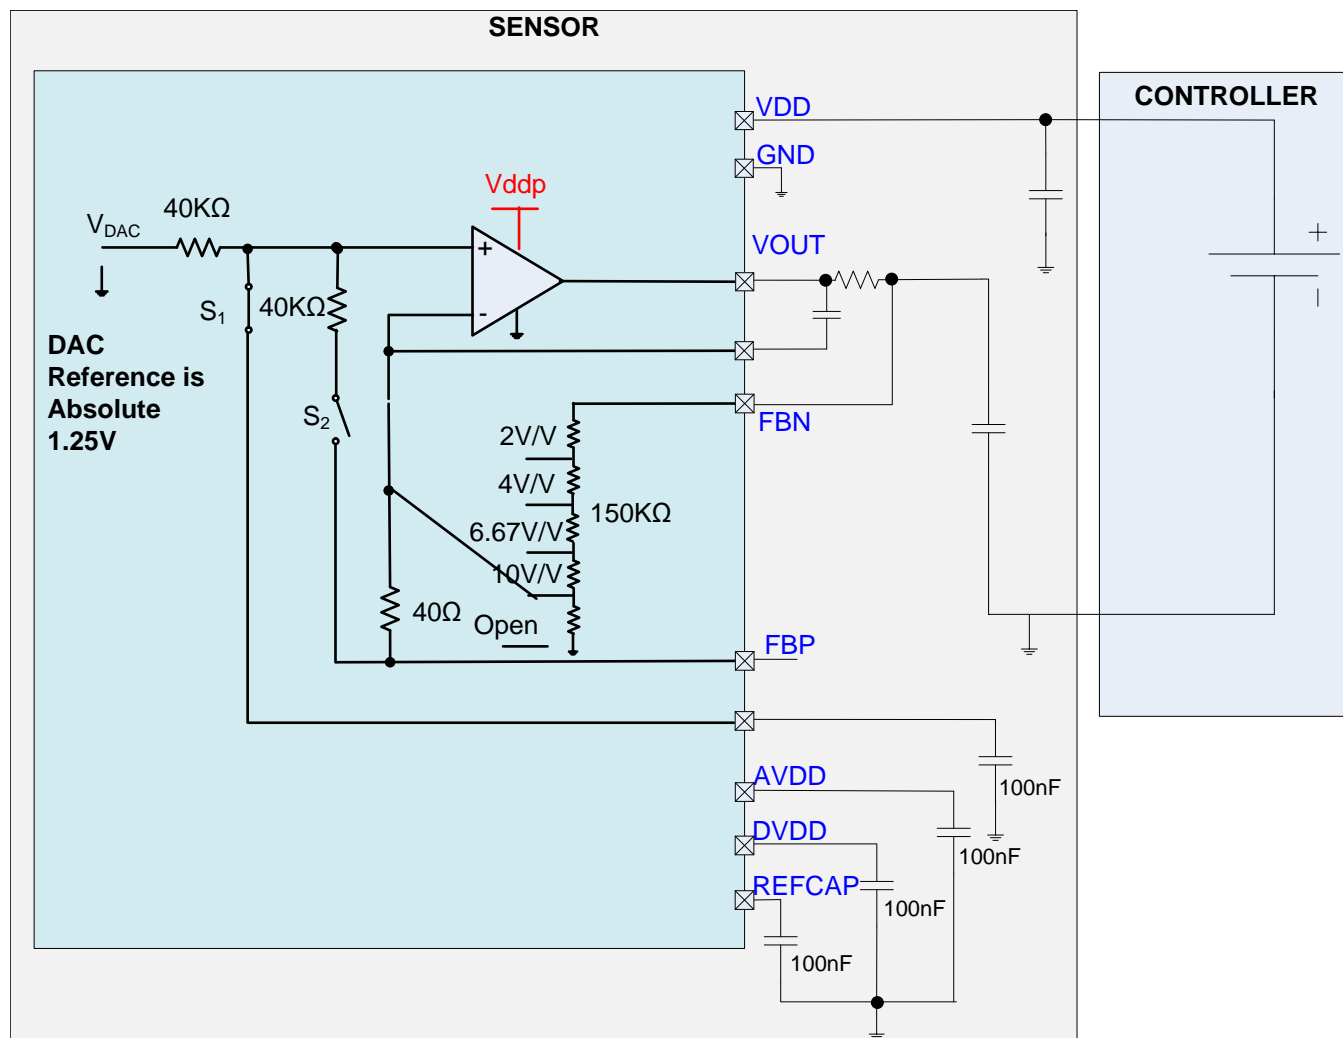 SENSOR
CONTROLLER
VDD
GND
Vddp
40KΩ
VDAC
VOUT
+
+
-
40KΩ
S1
DAC
Reference is
Absolute
1.25V
S2
FBN
2V/V
4V/V
150KΩ
6.67V/V
10V/V
40Ω
Open
FBP
AVDD
100nF
DVDD
100nF
REFCAP
100nF
100nF